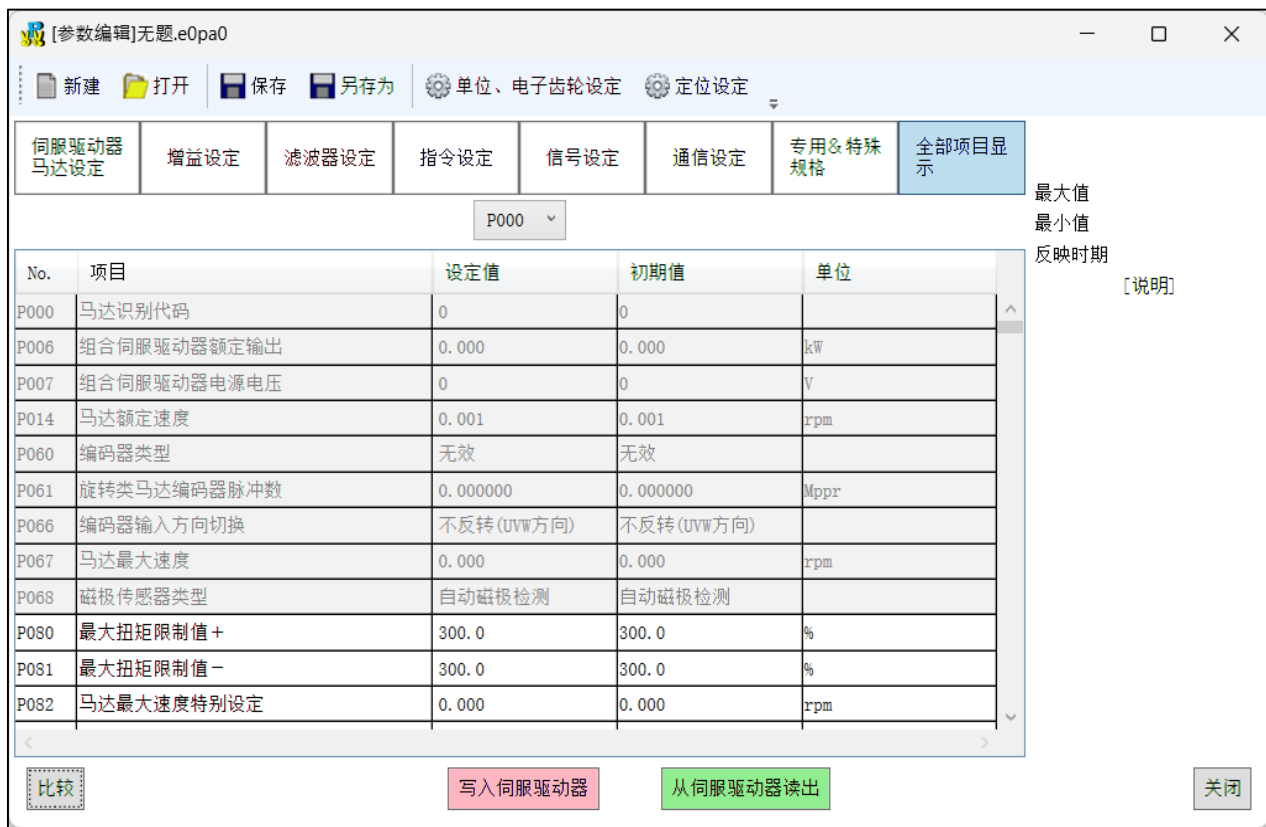 [参数编辑]无题.e0pa0
新建 打开 保存 另存为 单位、电子齿轮设定 定位设定
伺服驱动器
马达设定
增益设定
滤波器设定
指令设定
信号设定
通信设定
专用&特殊
规格
全部项目显
示
P000
最大值
最小值
反映时期
[说明]
No. 项目 设定值 初期值 单位
P000 马达识别代码 0 0
P006 组合伺服驱动器额定输出 0.000 0.000 kW
P007 组合伺服驱动器电源电压 0 0 V
P014 马达额定速度 0.001 0.001 rpm
P060 编码器类型 无效 无效
P061 旋转类马达编码器脉冲数 0.000000 0.000000 Mppr
P066 编码器输入方向切换 不反转(UVW方向) 不反转(UVW方向)
P067 马达最大速度 0.000 0.000 rpm
P068 磁极传感器类型 自动磁极检测 自动磁极检测
P080 最大扭矩限制值＋ 300.0 300.0 %
P081 最大扭矩限制值－ 300.0 300.0 %
P082 马达最大速度特别设定 0.000 0.000 rpm
比较 写入伺服驱动器 从伺服驱动器读出 关闭